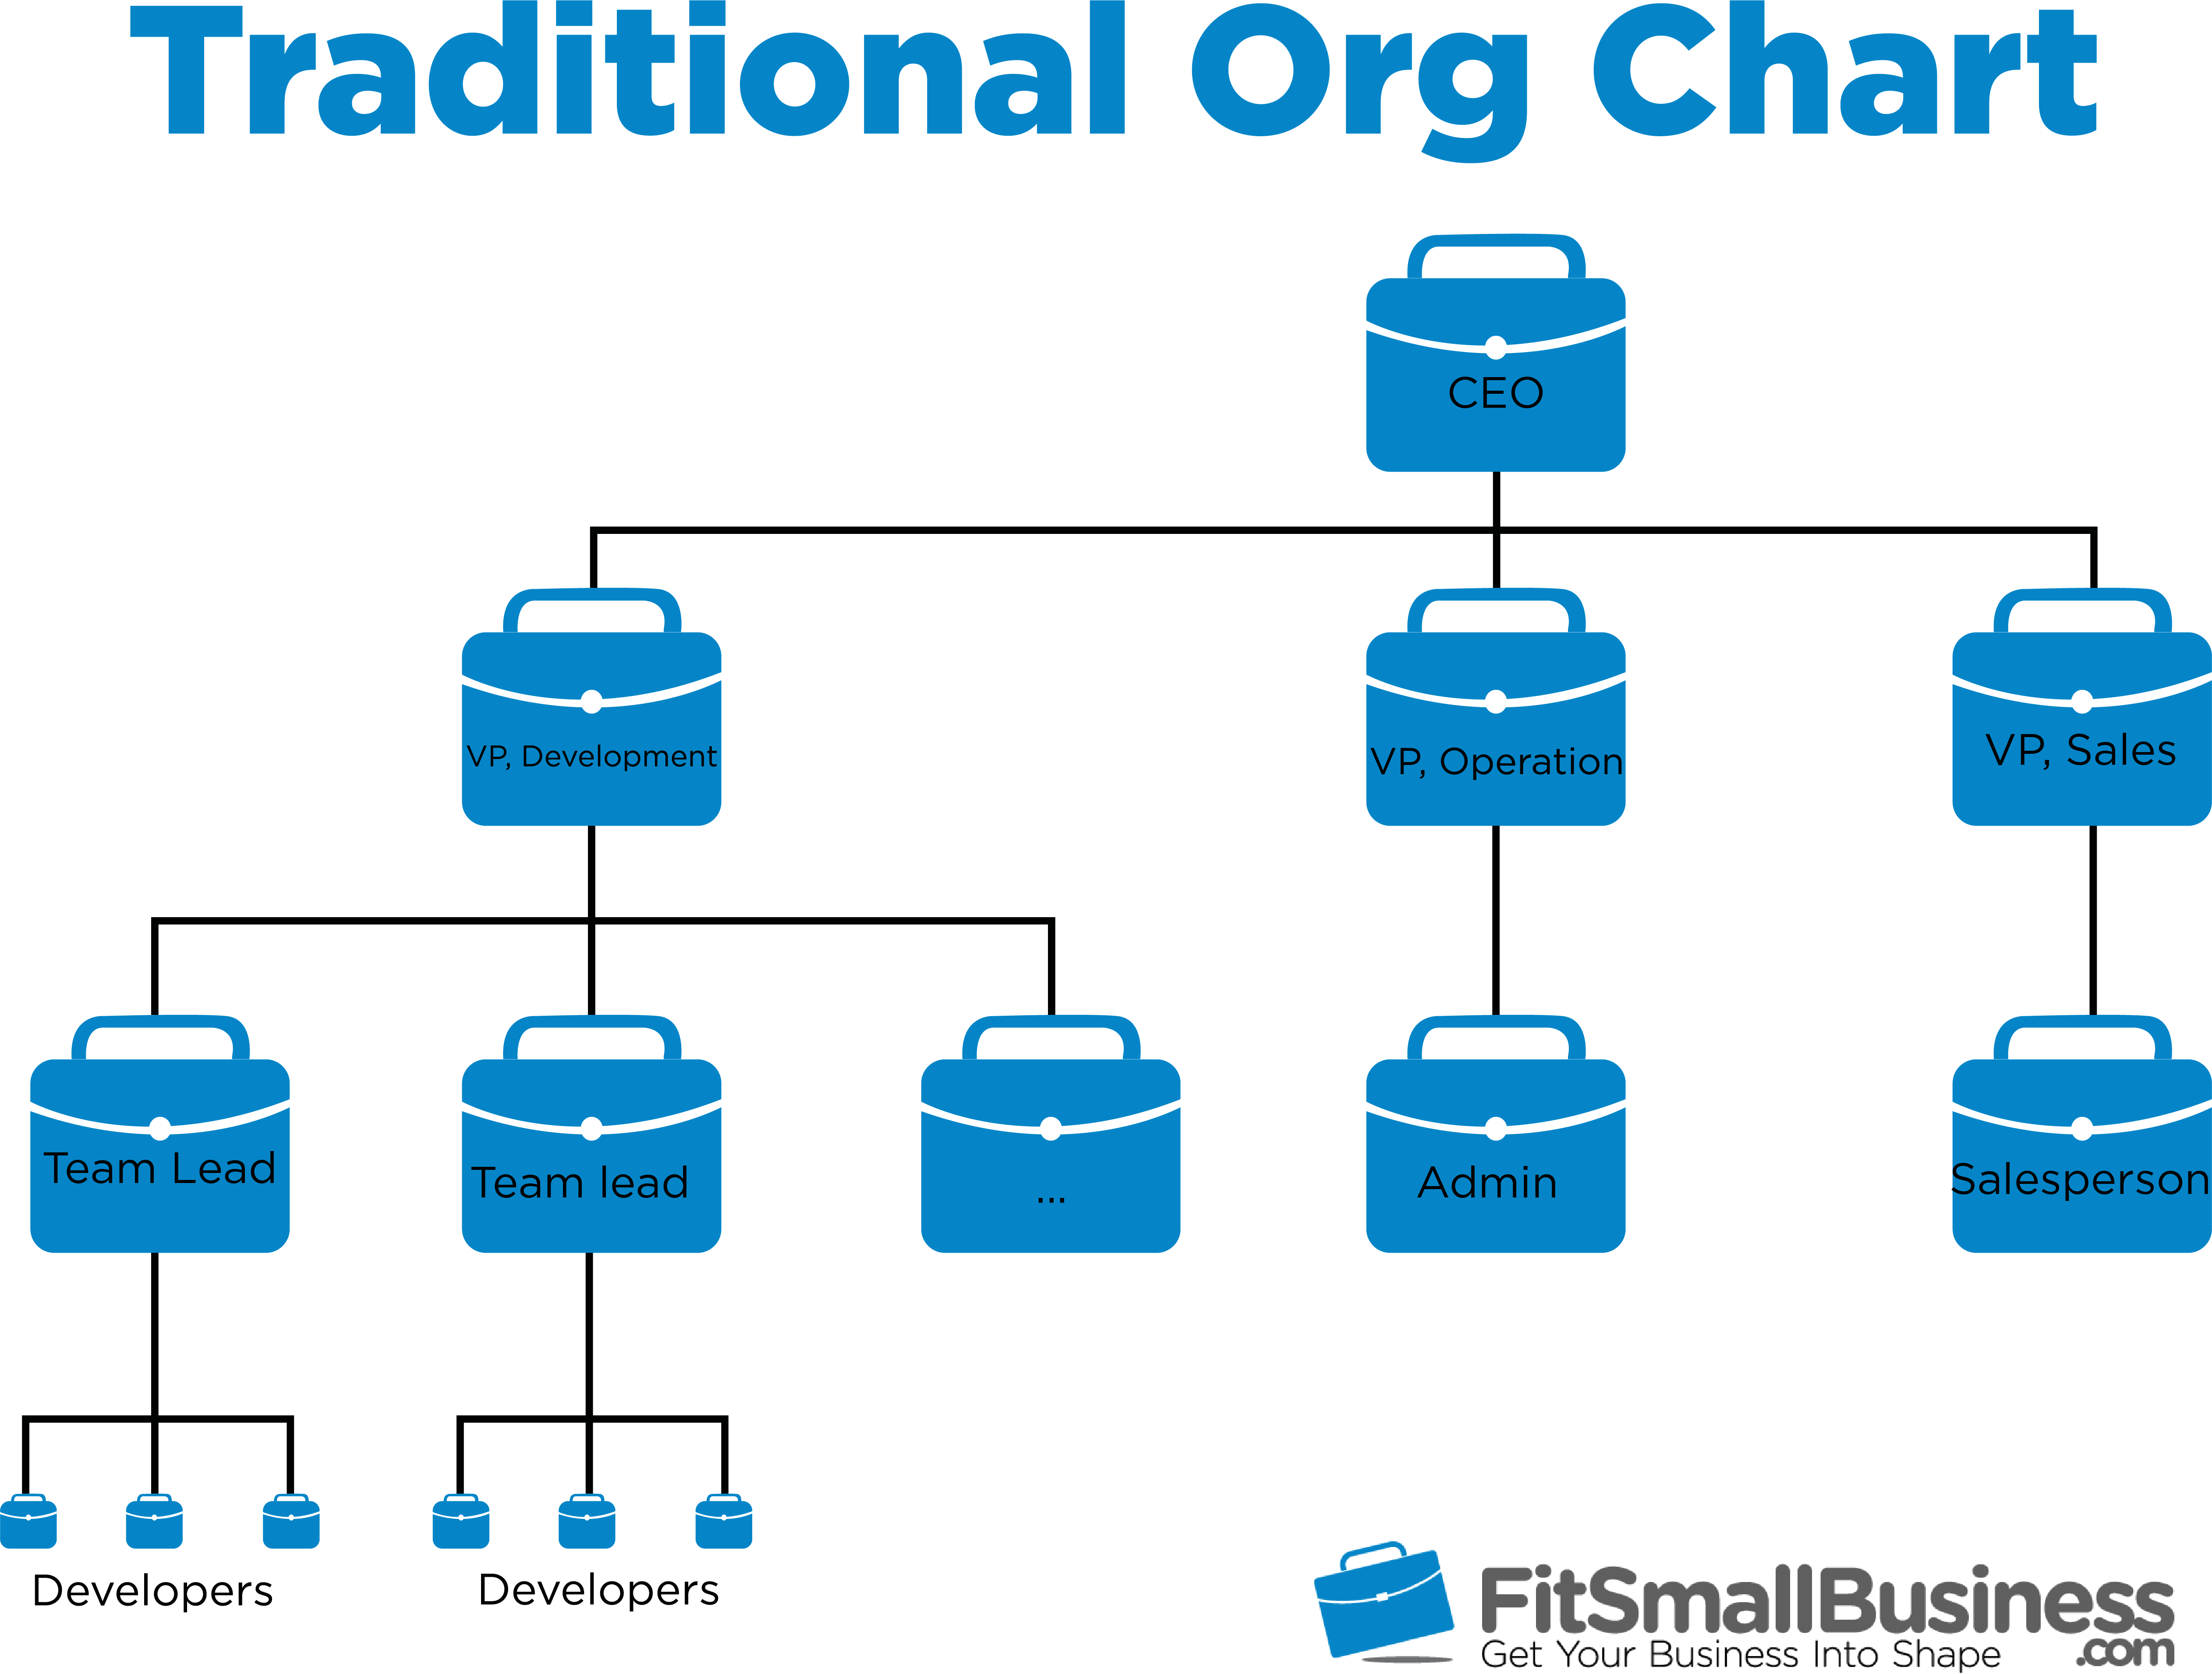 Traditional Org Chart
CEO
VP, Development
VP, Operation
VP, Sales
Team Lead
Team lead
...
Admin
Salesperson
Developers
Developers
FitSmallBusiness
.com
Get Your Business Into Shape